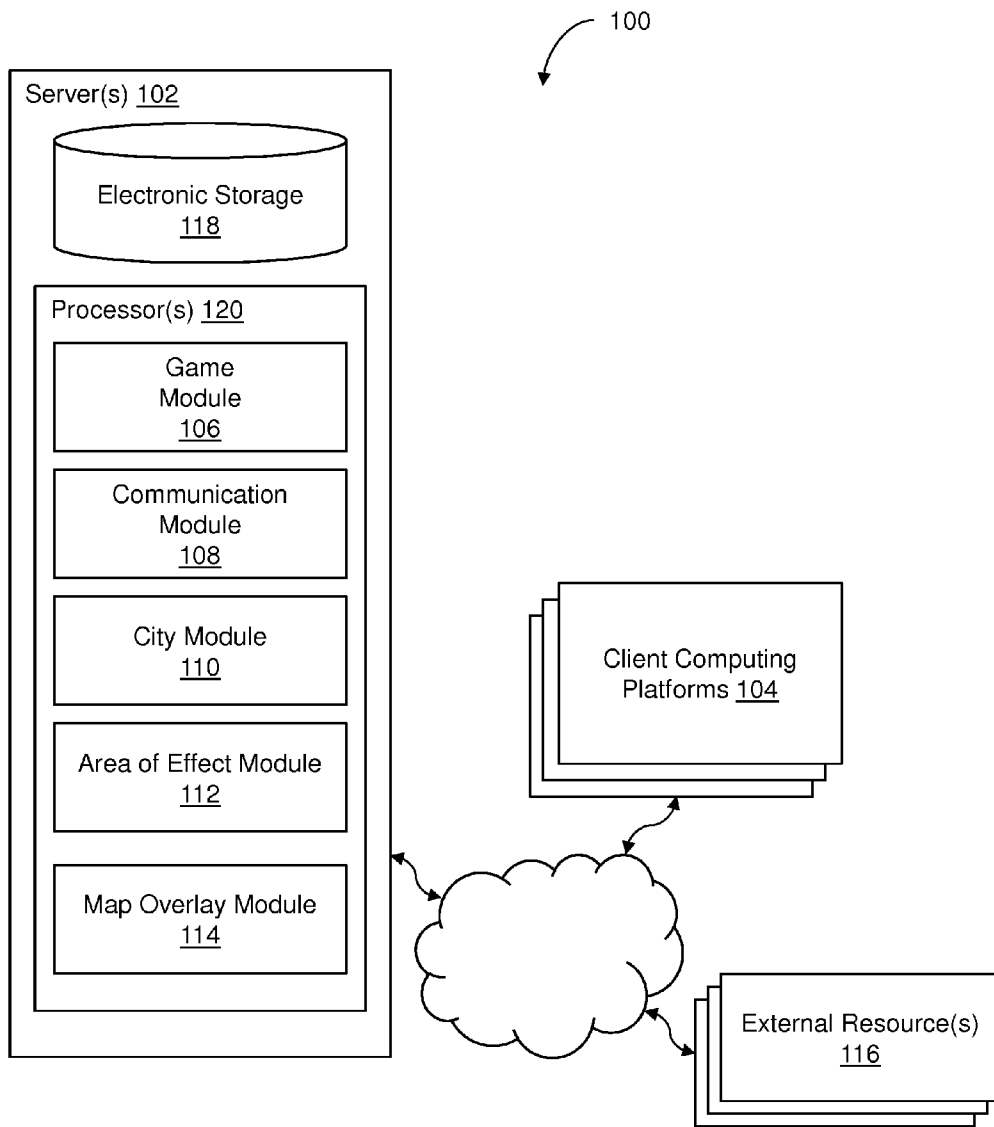 100
Server(s) 102
Electronic Storage
118
Processor(s) 120
Game
Module
106
Communication
Module
108
City Module
110
Area of Effect Module
112
Map Overlay Module
114
Client Computing
Platforms 104
External Resource(s)
116